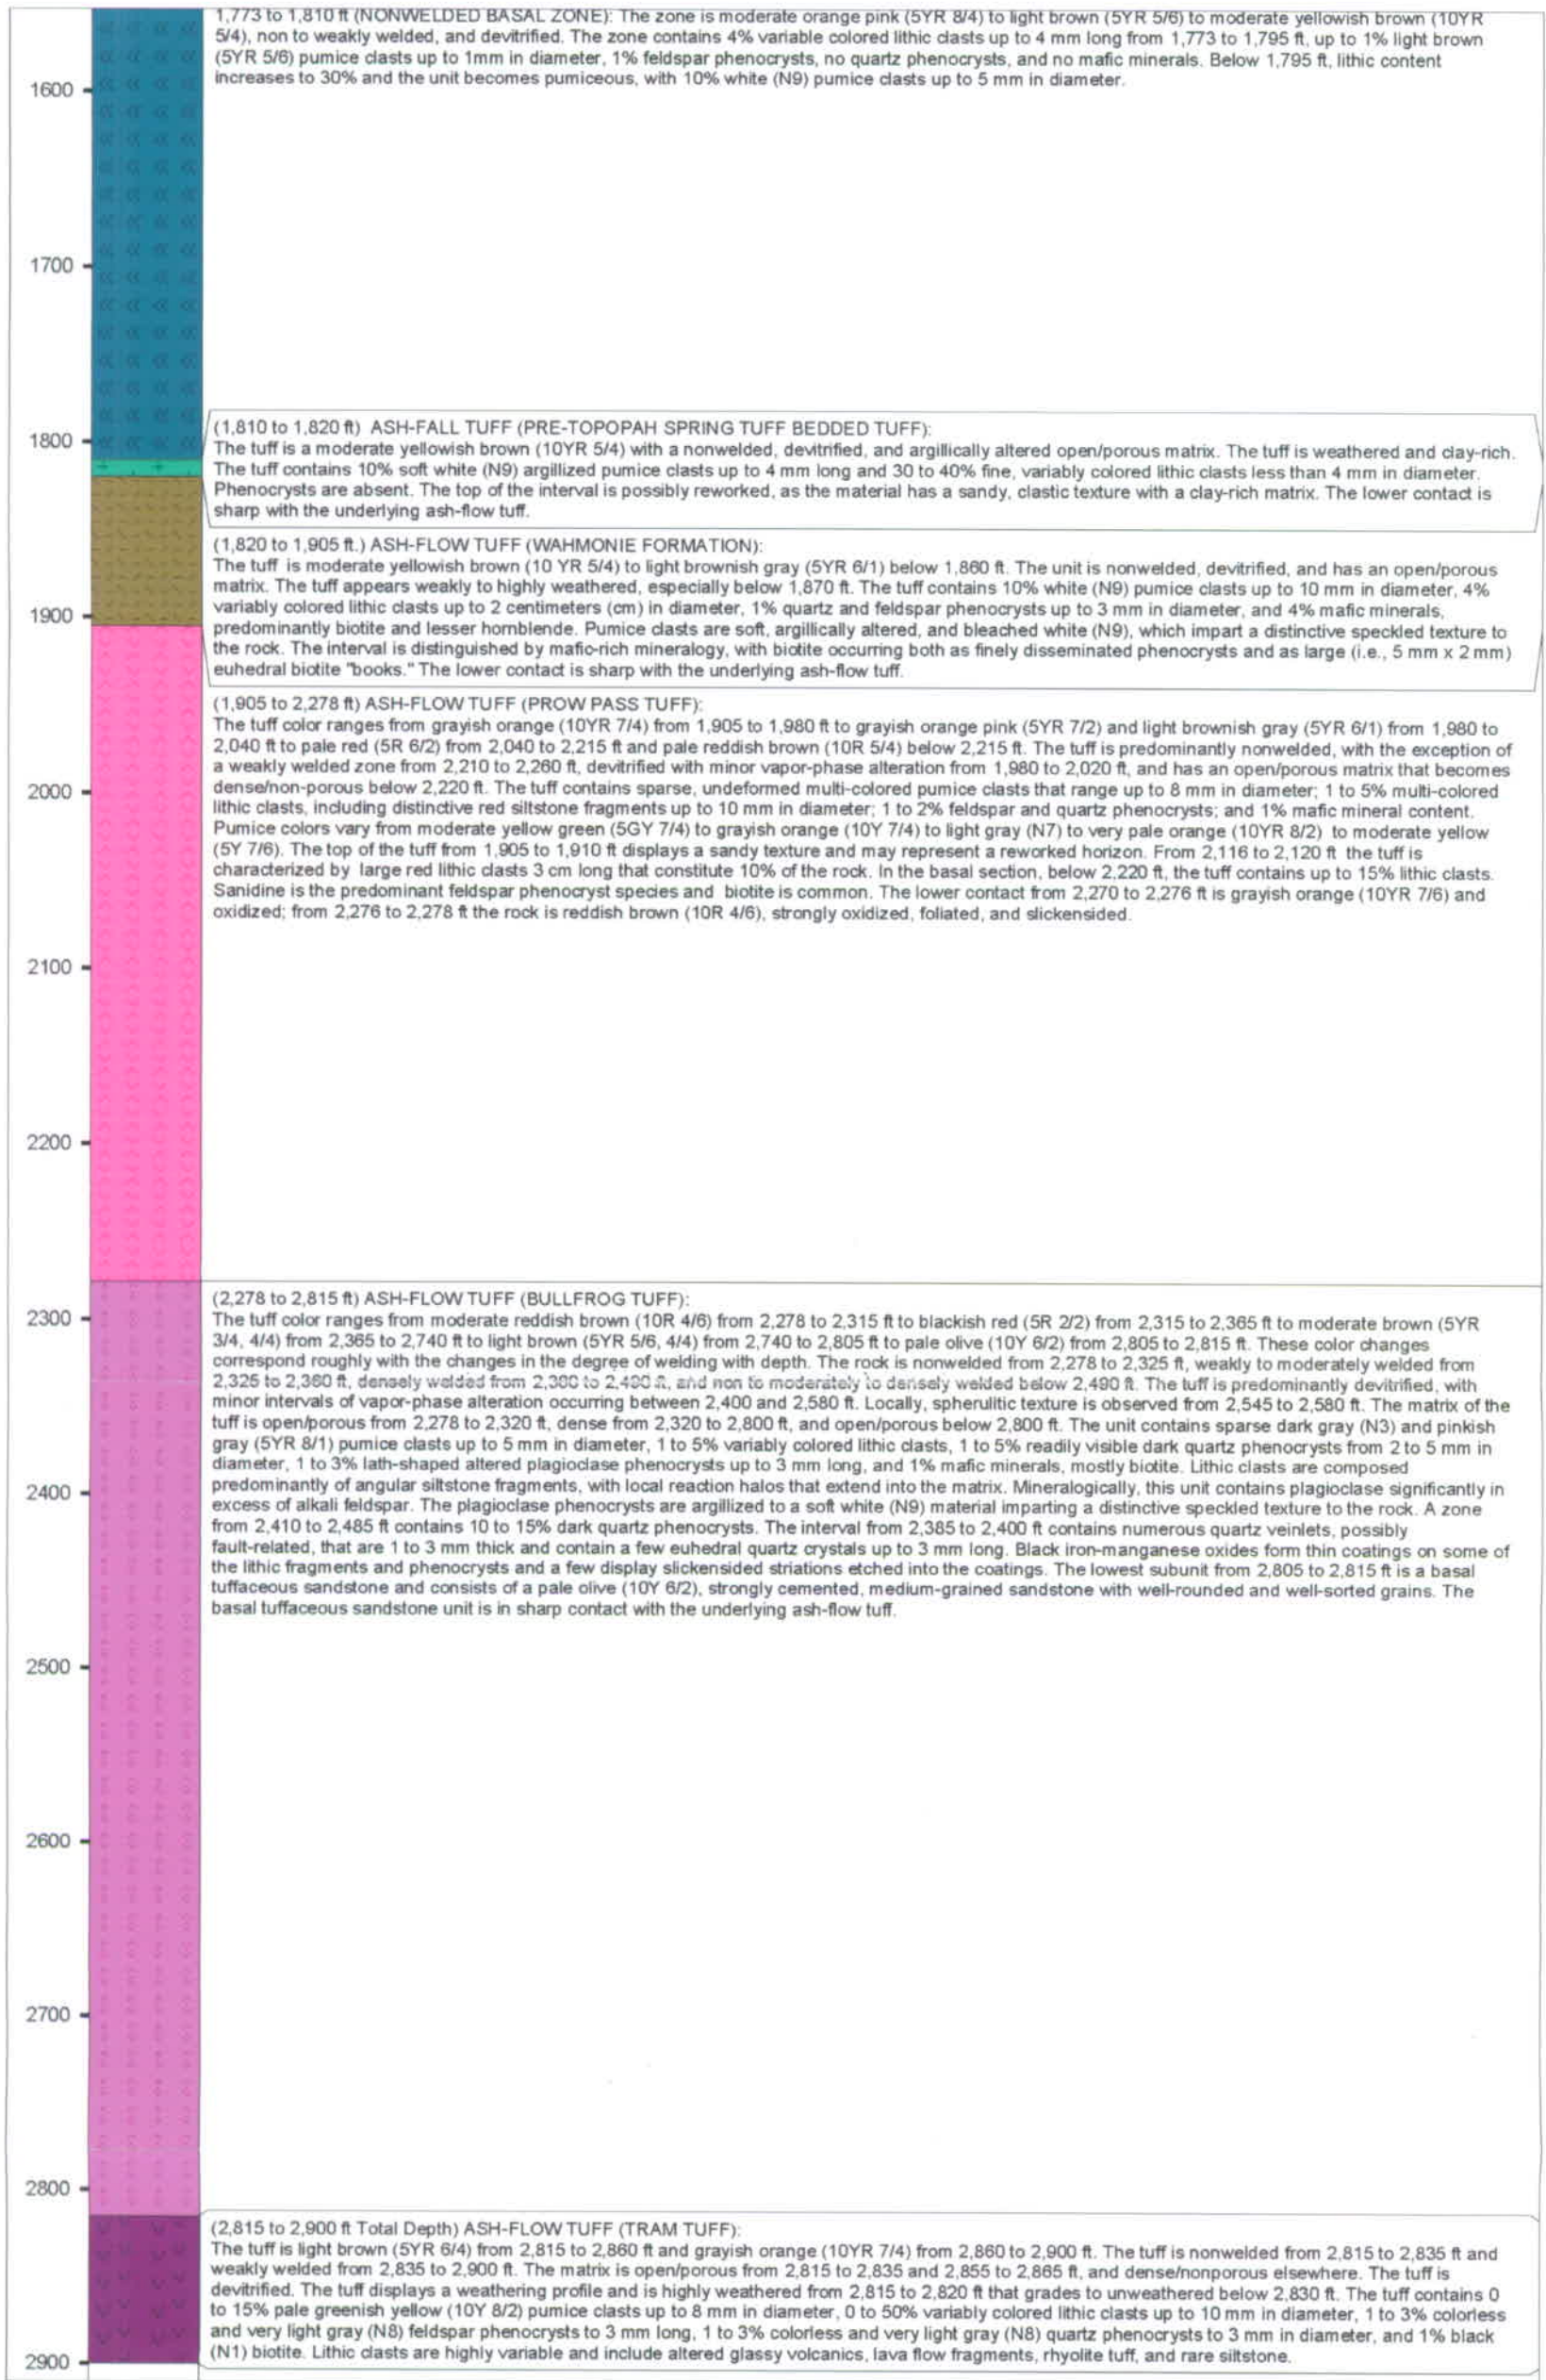 1,773 to 1,810 ft (NONWELDED BASAL ZONE): The zone is moderate orange pink (5YR 8/4) to light brown (5YR 5/6) to moderate yellowish brown (10YR
5/4), non to weakly welded, and devitrified. The zone contains 4% variable colored lithic clasts up to 4 mm long from 1,773 to 1,795 ft, up to 1% light brown
(5YR 5/6) pumice clasts up to 1mm in diameter, 1% feldspar phenocrysts, no quartz phenocrysts, and no mafic minerals. Below 1,795 ft, lithic content
increases to 30% and the unit becomes pumiceous, with 10% white (N9) pumice clasts up to 5 mm in diameter.
1600
1700
1800
(1,810 to 1,820 ft) ASH-FALL TUFF (PRE-TOPOPAH SPRING TUFF BEDDED TUFF):
The tuff is a moderate yellowish brown (10YR 5/4) with a nonwelded, devitrified, and argillically altered open/porous matrix. The tuff is weathered and clay-rich.
The tuff contains 10% soft white (N9) argillized pumice clasts up to 4 mm long and 30 to 40% fine, variably colored lithic clasts less than 4 mm in diameter.
Phenocrysts are absent. The top of the interval is possibly reworked, as the material has a sandy, clastic texture with a clay-rich matrix. The lower contact is
sharp with the underlying ash-flow tuff.
(1,820 to 1,905 ft.) ASH-FLOW TUFF (WAHMONIE FORMATION):
The tuff is moderate yellowish brown (10 YR 5/4) to light brownish gray (5YR 6/1) below 1,860 ft. The unit is nonwelded, devitrified, and has an open/porous
matrix. The tuff appears weakly to highly weathered, especially below 1,870 ft. The tuff contains 10% white (N9) pumice clasts up to 10 mm in diameter, 4%
variably colored lithic clasts up to 2 centimeters (cm) in diameter, 1% quartz and feldspar phenocrysts up to 3 mm in diameter, and 4% mafic minerals,
predominantly biotite and lesser hornblende. Pumice clasts are soft, argillically altered, and bleached white (N9), which impart a distinctive speckled texture to
the rock. The interval is distinguished by mafic-rich mineralogy, with biotite occurring both as finely disseminated phenocrysts and as large (i.e., 5 mm x 2 mm)
euhedral biotite "books." The lower contact is sharp with the underlying ash-flow tuff.
1900
(1,905 to 2,278 ft) ASH-FLOW TUFF (PROW PASS TUFF):
The tuff color ranges from grayish orange (10YR 7/4) from 1,905 to 1,980 ft to grayish orange pink (5YR 7/2) and light brownish gray (5YR 6/1) from 1,980 to
2,040 ft to pale red (5R 6/2) from 2,040 to 2,215 ft and pale reddish brown (10R 5/4) below 2,215 ft. The tuff is predominantly nonwelded, with the exception of
a weakly welded zone from 2,210 to 2,260 ft, devitrified with minor vapor-phase alteration from 1,980 to 2,020 ft, and has an open/porous matrix that becomes
dense/non-porous below 2,220 ft. The tuff contains sparse, undeformed multi-colored pumice clasts that range up to 8 mm in diameter; 1 to 5% multi-colored
lithic clasts, including distinctive red siltstone fragments up to 10 mm in diameter; 1 to 2% feldspar and quartz phenocrysts; and 1% mafic mineral content.
Pumice colors vary from moderate yellow green (5GY 7/4) to grayish orange (10Y 7/4) to light gray (N7) to very pale orange (10YR 8/2) to moderate yellow
(5Y 7/6). The top of the tuff from 1,905 to 1,910 ft displays a sandy texture and may represent a reworked horizon. From 2,116 to 2,120 ft the tuff is
characterized by large red lithic clasts 3 cm long that constitute 10% of the rock. In the basal section, below 2,220 ft, the tuff contains up to 15% lithic clasts.
Sanidine is the predominant feldspar phenocryst species and biotite is common. The lower contact from 2,270 to 2,276 ft is grayish orange (10YR 7/6) and
oxidized; from 2,276 to 2,278 ft the rock is reddish brown (10R 4/6), strongly oxidized, foliated, and slickensided.
2000
2100
2200
2300
(2,278 to 2,815 ft) ASH-FLOW TUFF (BULLFROG TUFF):
The tuff color ranges from moderate reddish brown (10R 4/6) from 2,278 to 2,315 ft to blackish red (5R 2/2) from 2,315 to 2,365 ft to moderate brown (5YR
3/4, 4/4) from 2,365 to 2,740 ft to light brown (5YR 5/6, 4/4) from 2,740 to 2,805 ft to pale olive (10Y 6/2) from 2,805 to 2,815 ft. These color changes
correspond roughly with the changes in the degree of welding with depth. The rock is nonwelded from 2,278 to 2,325 ft, weakly to moderately welded from
2,325 to 2,360 ft, densely welded from to ft, and non to moderately to densely welded below 2,490 ft. The tuff is predominantly devitrified, with
minor intervals of vapor-phase alteration occurring between 2,400 and 2,580 ft. Locally, spherulitic texture is observed from 2,545 to 2,580 ft. The matrix of the
tuff is open/porous from 2,278 to 2,320 ft, dense from 2,320 to 2,800 ft, and open/porous below 2,800 ft. The unit contains sparse dark gray (N3) and pinkish
gray (5YR 8/1) pumice clasts up to 5 mm in diameter, 1 to 5% variably colored lithic clasts, 1 to 5% readily visible dark quartz phenocrysts from 2 to 5 mm in
diameter, 1 to 3% lath-shaped altered plagioclase phenocrysts up to 3 mm long, and 1% mafic minerals, mostly biotite. Lithic clasts are composed
predominantly of angular siltstone fragments, with local reaction halos that extend into the matrix. Mineralogically, this unit contains plagioclase significantly in
excess of alkali feldspar. The plagioclase phenocrysts are argillized to a soft white (N9) material imparting a distinctive speckled texture to the rock. A zone
from 2,410 to 2,485 ft contains 10 to 15% dark quartz phenocrysts. The interval from 2,385 to 2,400 ft contains numerous quartz veinlets, possibly
fault-related, that are 1 to 3 mm thick and contain a few euhedral quartz crystals up to 3 mm long. Black iron-manganese oxides form thin coatings on some of
the lithic fragments and phenocrysts and a few display slickensided striations etched into the coatings. The lowest subunit from 2,805 to 2,815 ft is a basal
tuffaceous sandstone and consists of a pale olive (10Y 6/2), strongly cemented, medium-grained sandstone with well-rounded and well-sorted grains. The
basal tuffaceous sandstone unit is in sharp contact with the underlying ash-flow tuff.
2400
2500
2600
2700
2800
(2,815 to 2,900 ft Total Depth) ASH-FLOW TUFF (TRAM TUFF):
The tuff is light brown (5YR 6/4) from 2,815 to 2,860 ft and grayish orange (10YR 7/4) from 2,860 to 2,900 ft. The tuff is nonwelded from 2,815 to 2,835 ft and
weakly welded from 2,835 to 2,900 ft. The matrix is open/porous from 2,815 to 2,835 and 2,855 to 2,865 ft, and dense/nonporous elsewhere. The tuff is
devitrified. The tuff displays a weathering profile and is highly weathered from 2,815 to 2,820 ft that grades to unweathered below 2,830 ft. The tuff contains 0
to 15% pale greenish yellow (10Y 8/2) pumice clasts up to 8 mm in diameter, 0 to 50% variably colored lithic clasts up to 10 mm in diameter, 1 to 3% colorless
and very light gray (N8) feldspar phenocrysts to 3 mm long, 1 to 3% colorless and very light gray (N8) quartz phenocrysts to 3 mm in diameter, and 1% black
(N1) biotite. Lithic clasts are highly variable and include altered glassy volcanics, lava flow fragments, rhyolite tuff, and rare siltstone.
2900